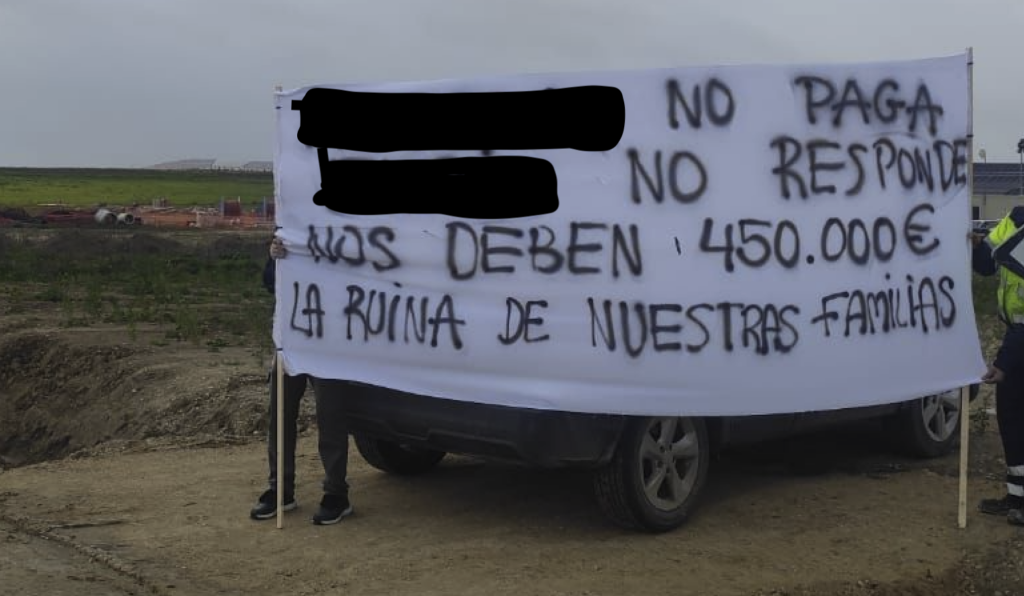 NO PAGA
NO RESPONDE
NOS DEBEN 450.000€
LA RUINA DE NUESTRAS FAMILIAS